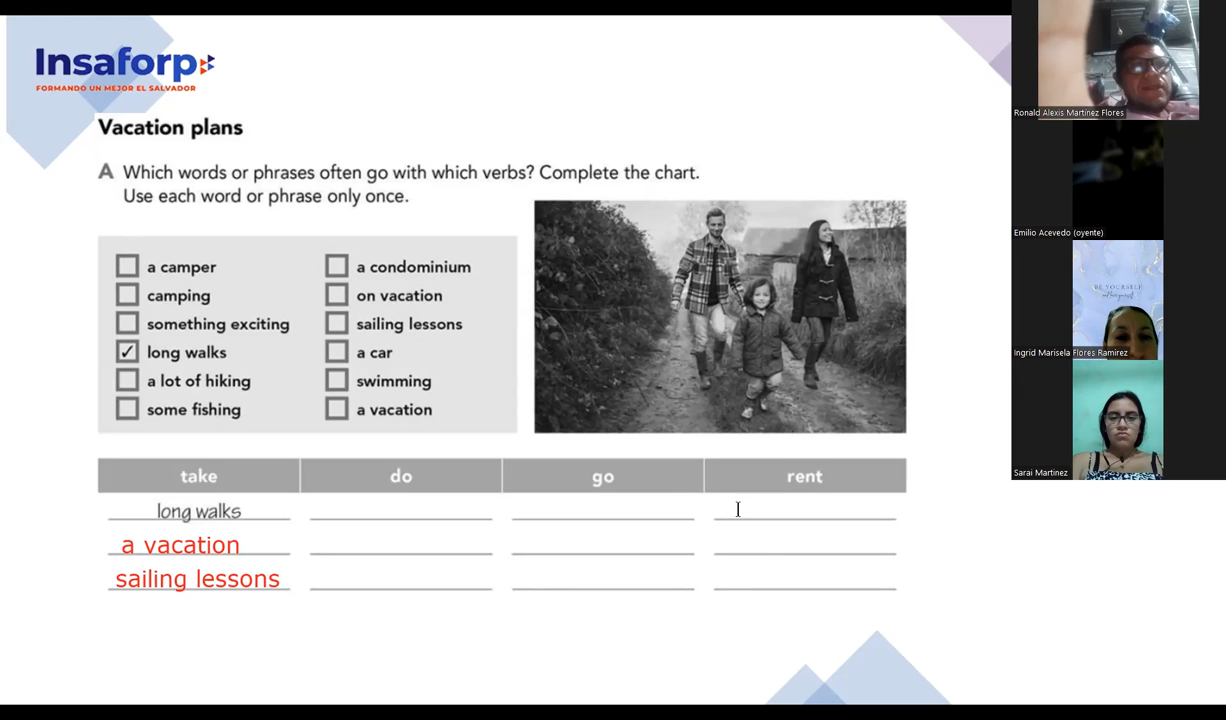 Insaforp
FORMANDO UN MEJOR EL SALVADOR
Vacation plans
A Which words or phrases often go with which verbs? Complete the chart.
Use each word or phrase only once.
a camper
camping
something exciting
✓ long walks
a lot of hiking
some fishing
a condominium
on vacation
sailing lessons
a car
swimming
a vacation
take do go rent
long walks
a vacation
sailing lessons
Ronald Alexis Martínez Flores
Emilio Acevedo (oyente)
BE YOURSELF
Ingrid Marisela Flores Ramirez
Sarai Martinez